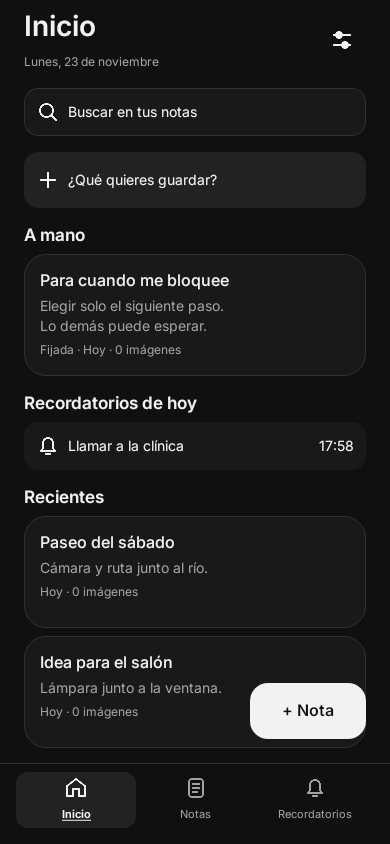 Inicio
Lunes, 23 de noviembre
Buscar en tus notas
¿Qué quieres guardar?
A mano
Para cuando me bloquee
Elegir solo el siguiente paso.
Lo demás puede esperar.
Fijada · Hoy · 0 imágenes
Recordatorios de hoy
Llamar a la clínica 17:58
Recientes
Paseo del sábado
Cámara y ruta junto al río.
Hoy · 0 imágenes
Idea para el salón
Lámpara junto a la ventana.
Hoy · 0 imágenes
+ Nota
Inicio Notas Recordatorios